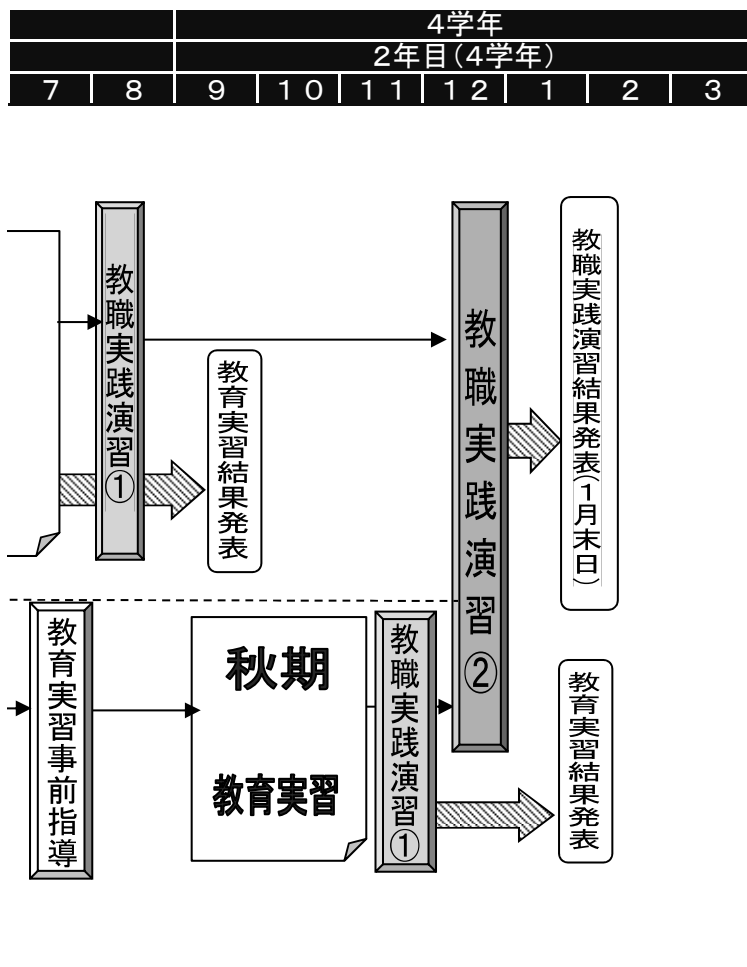 4学年
2年目(4学年)
7 8 9 10 11 12 1 2 3
教職実践演習①
教育実習結果発表
教職実践演習②
教職実践演習結果発表(1月末日)
教育実習事前指導
秋期
教育実習
教職実践演習①
教育実習結果発表